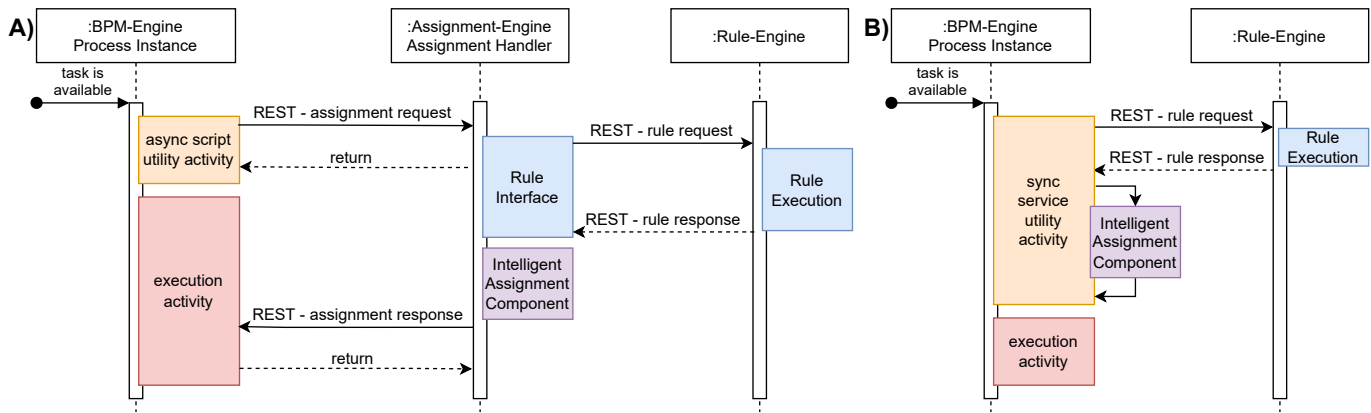 A)
:BPM-Engine
Process Instance
:Assignment-Engine
Assignment Handler
:Rule-Engine
task is
available
REST - assignment request
async script
utility activity
return
REST - rule request
Rule
Interface
Rule
Execution
REST - rule response
execution
activity
Intelligent
Assignment
Component
REST - assignment response
return
B)
:BPM-Engine
Process Instance
:Rule-Engine
task is
available
REST - rule request
Rule
Execution
REST - rule response
sync
service
utility
activity
Intelligent
Assignment
Component
execution
activity